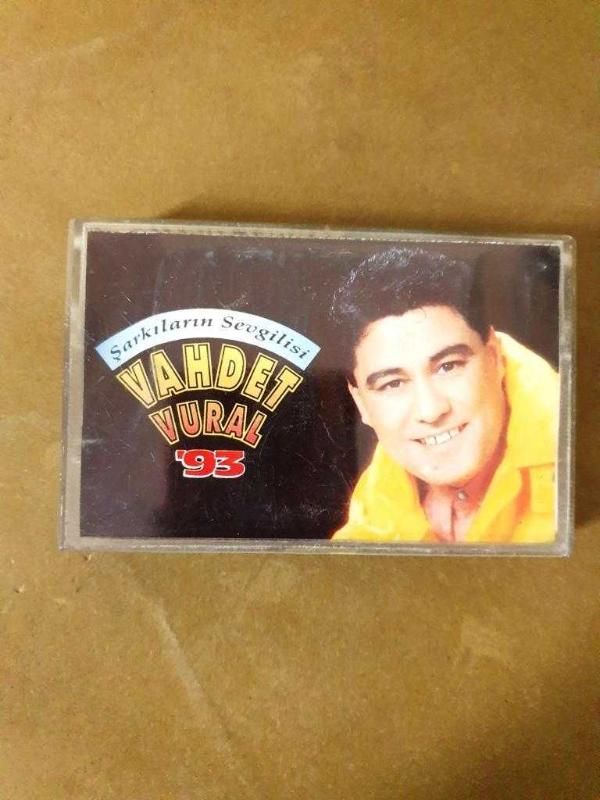 Şarkıların Sevgilisi
VAHDET
VURAL
'93